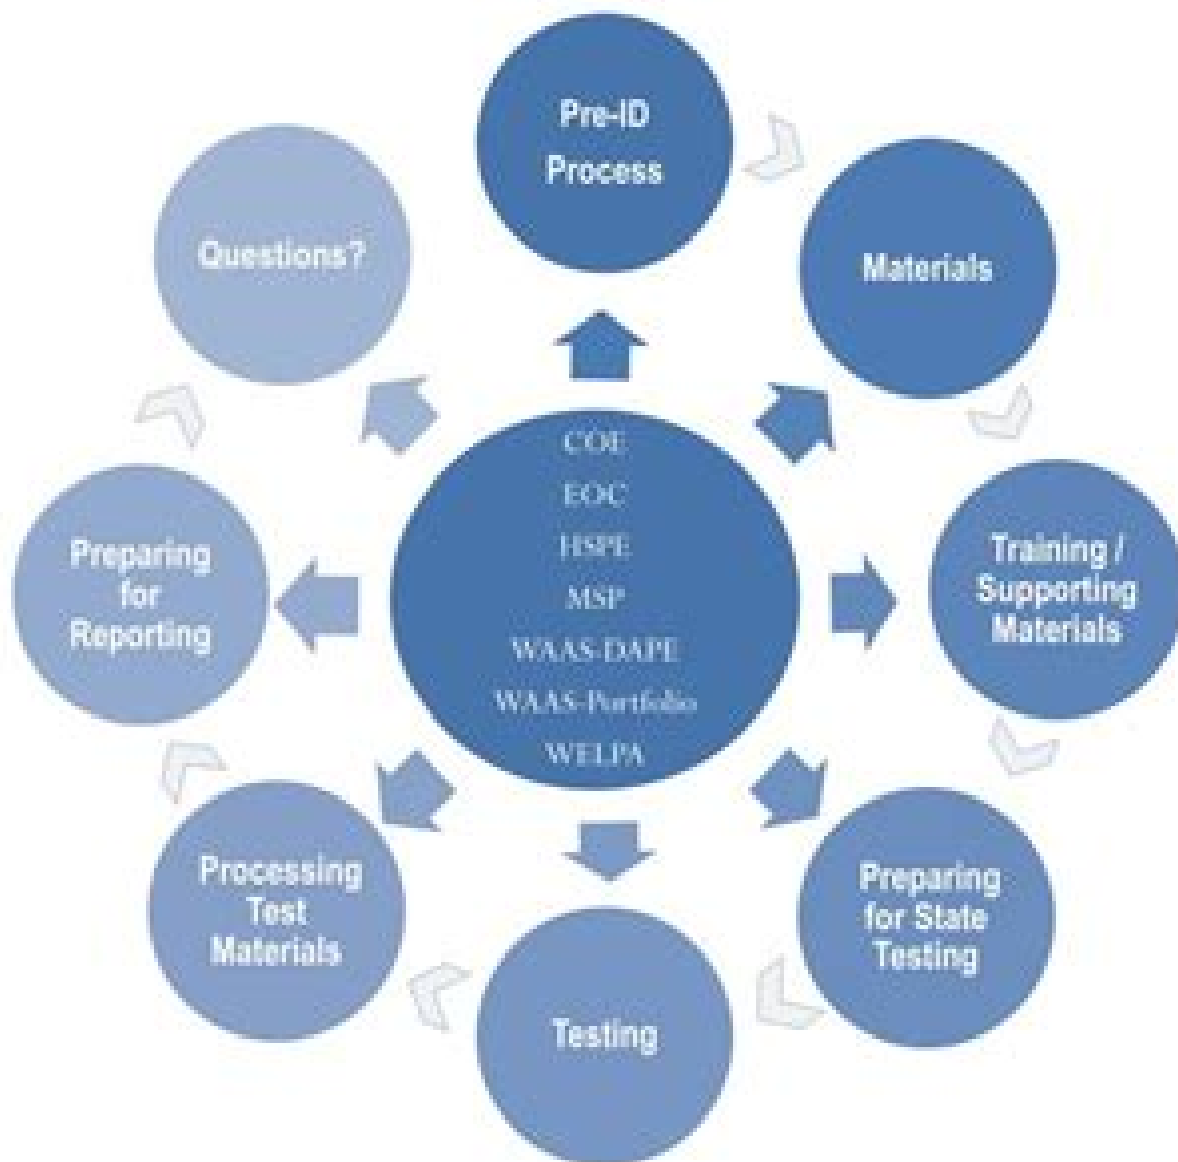 Pre-ID
Process
Materials
Training /
Supporting
Materials
Preparing
for State
Testing
Testing
Processing
Test
Materials
Preparing
for
Reporting
Questions?
COE
EOC
HSPE
MSP
WAAS-DAPE
WAAS-Portfolio
WELPA